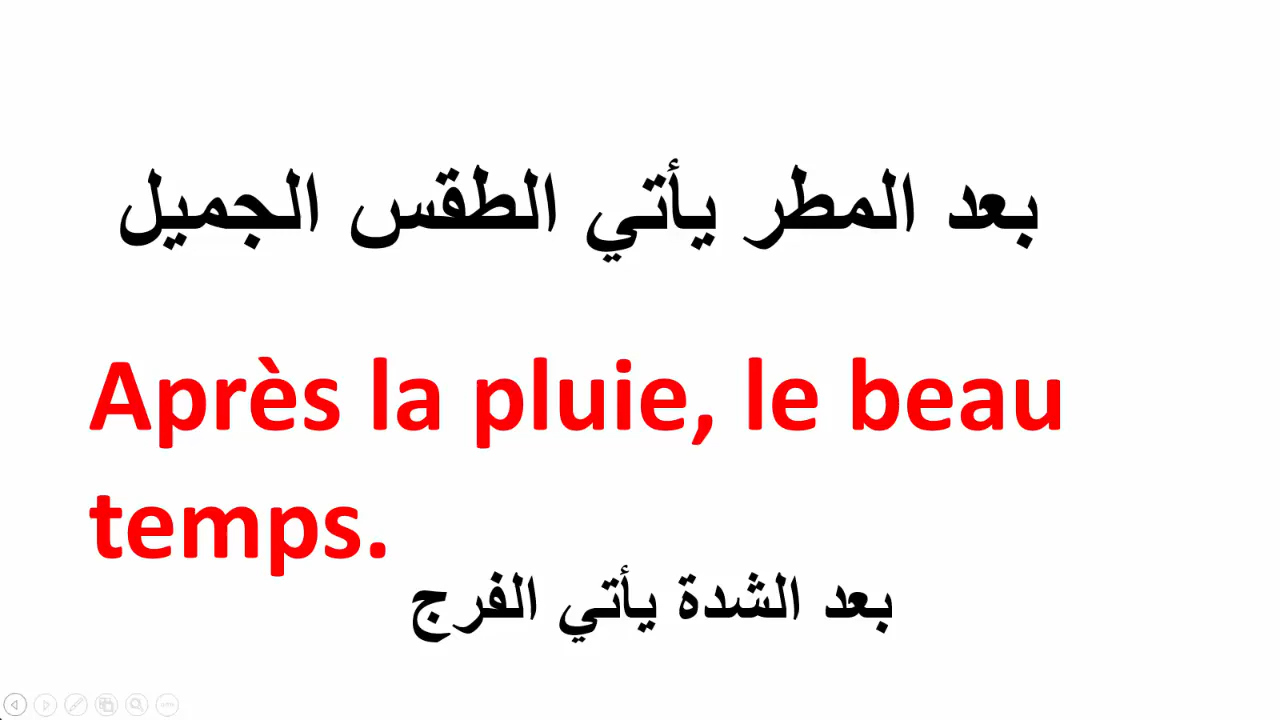 بعد المطر يأتي الطقس الجميل
Après la pluie, le beau
temps.
بعد الشدة يأتي الفرج